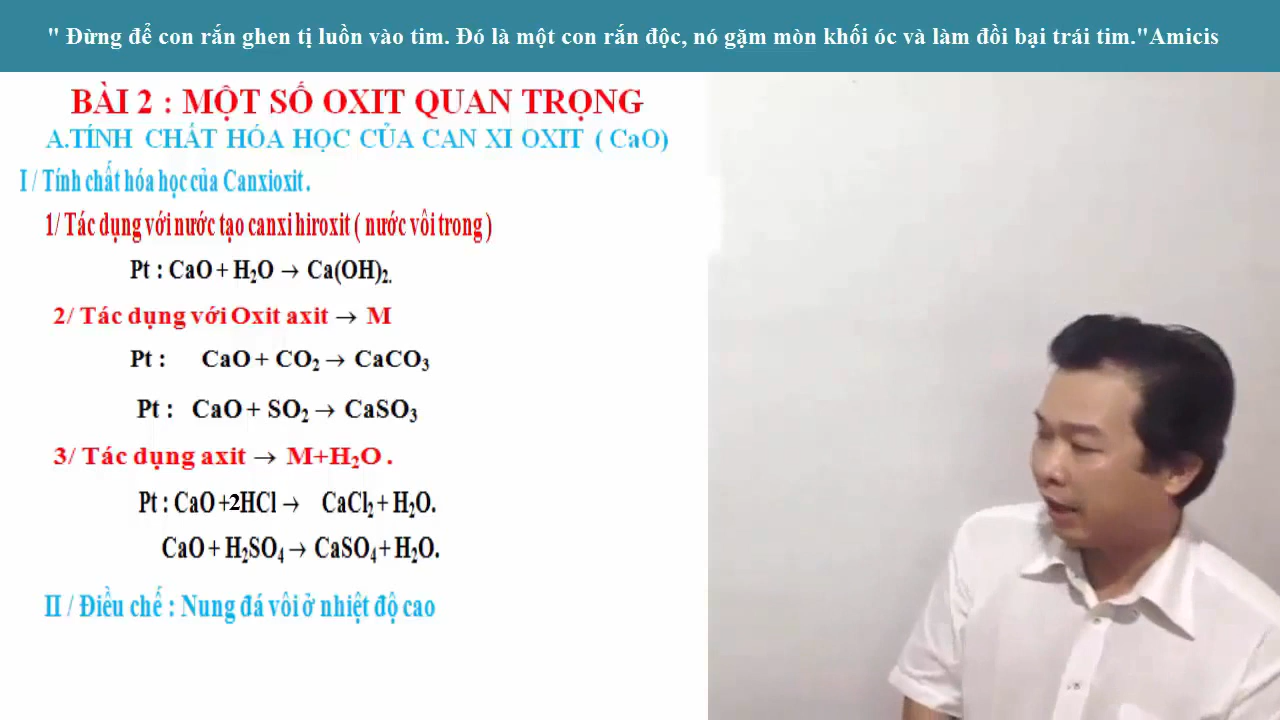 " Đừng để con rắn ghen tị luồn vào tim. Đó là một con rắn độc, nó gặm mòn khối óc và làm đồi bại trái tim."Amicis
BÀI 2 : MỘT SỐ OXIT QUAN TRỌNG
A.TÍNH CHẤT HÓA HỌC CỦA CAN XI OXIT ( CaO)
I / Tính chất hóa học của Canxioxit .
1/ Tác dụng với nước tạo canxi hiroxit ( nước vôi trong )
Pt : CaO + H₂O → Ca(OH)₂.
2/ Tác dụng với Oxit axit → M
Pt : CaO + CO₂ → CaCO₃
Pt : CaO + SO₂ → CaSO₃
3/ Tác dụng axit → M+H₂O .
Pt : CaO +2HCl → CaCl₂ + H₂O.
CaO + H₂SO₄ → CaSO₄ + H₂O.
II / Điều chế : Nung đá vôi ở nhiệt độ cao